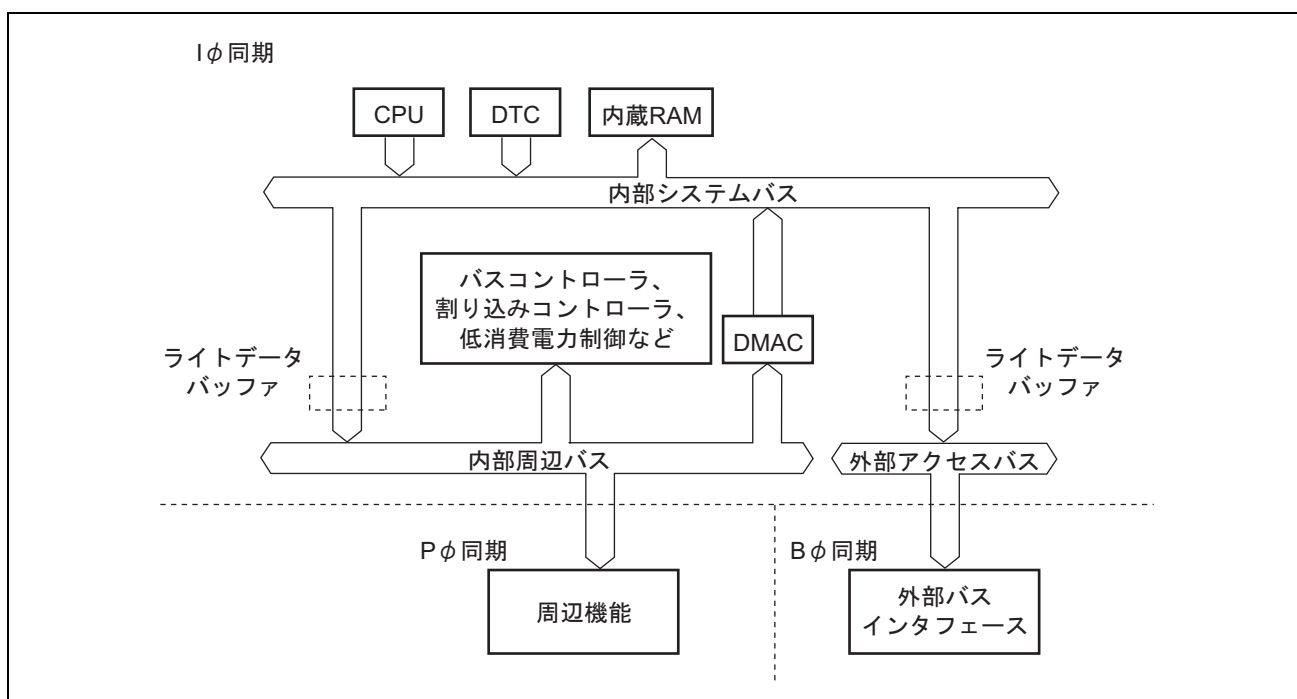 Iφ同期
CPU
DTC
内蔵RAM
内部システムバス
バスコントローラ、
割り込みコントローラ、
低消費電力制御など
DMAC
ライトデータ
バッファ
ライトデータ
バッファ
内部周辺バス
外部アクセスバス
Pφ同期
Bφ同期
周辺機能
外部バス
インタフェース